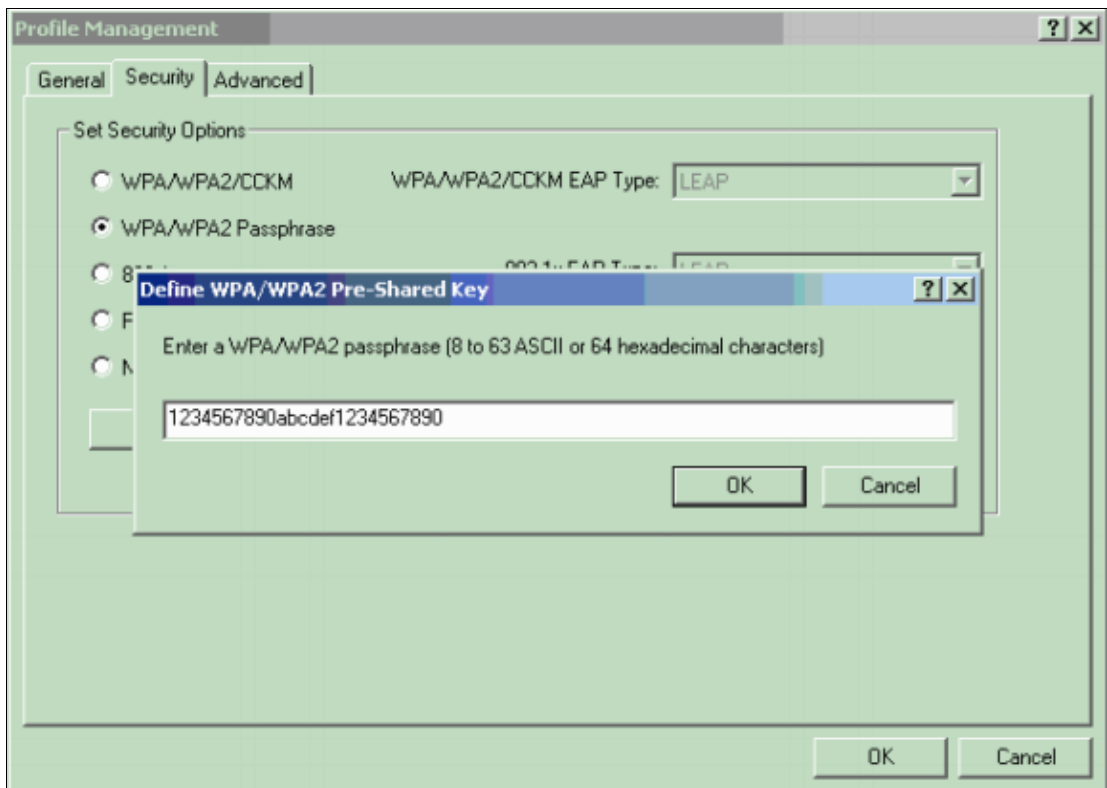 Profile Management
General Security Advanced
Set Security Options
WPA/WPA2/CCKM WPA/WPA2/CCKM EAP Type: LEAP
WPA/WPA2 Passphrase
Define WPA/WPA2 Pre-Shared Key
Enter a WPA/WPA2 passphrase (8 to 63 ASCII or 64 hexadecimal characters)
1234567890abcdef1234567890
OK Cancel
OK Cancel